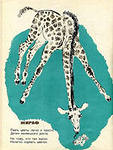 ЖИРАФ
Рвать цветы легко и просто
Детям маленького роста,
Но тому, кто так высок,
Нелегко сорвать цветок!